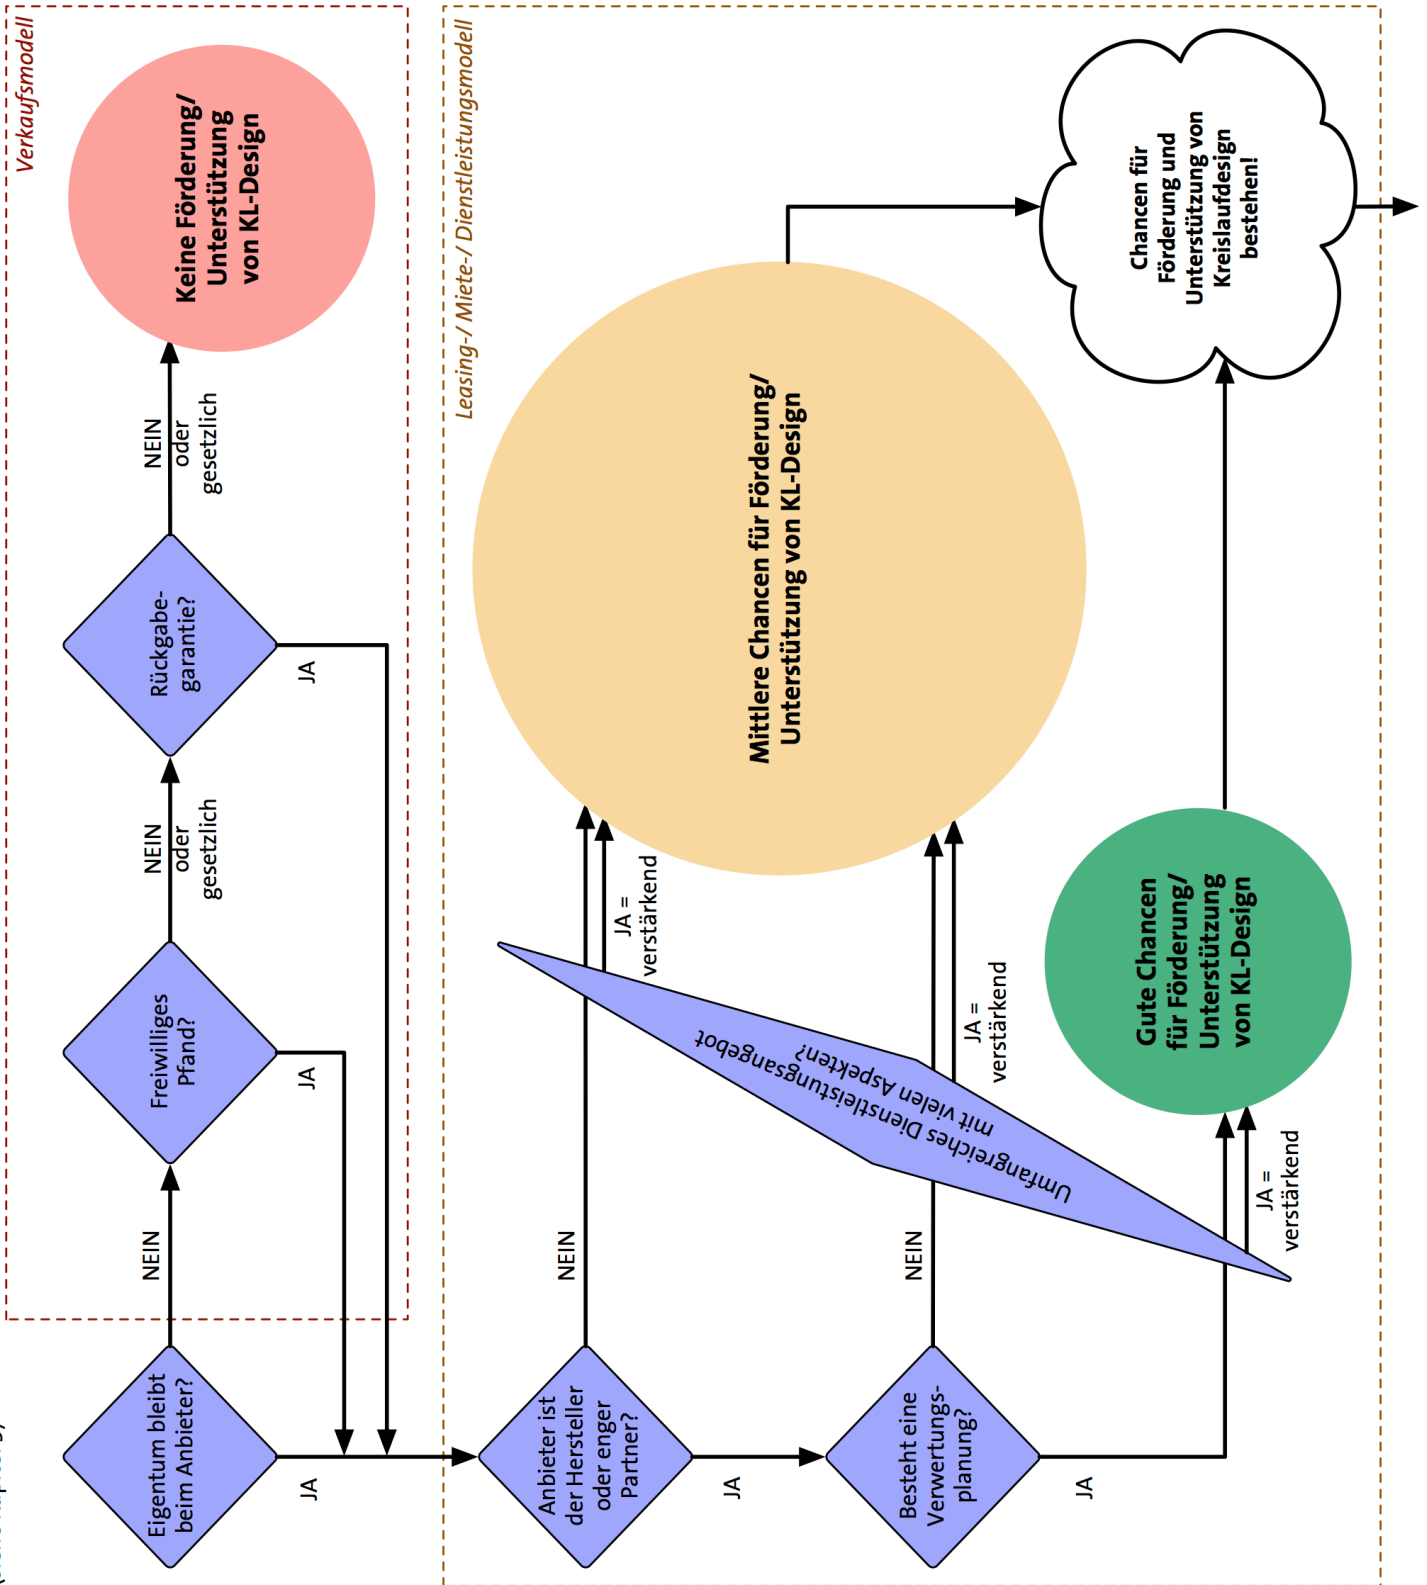 Verkaufsmodell
Eigentum bleibt
beim Anbieter?
NEIN
JA
Freiwilliges
Pfand?
NEIN
oder
gesetzlich
JA
Rückgabe-
garantie?
NEIN
oder
gesetzlich
JA
Keine Förderung/
Unterstützung
von KL-Design
Leasing-/ Miete-/ Dienstleistungsmodell
Anbieter ist
der Hersteller
oder enger
Partner?
NEIN
JA
JA =
verstärkend
Mittlere Chancen für Förderung/
Unterstützung von KL-Design
Umfangreiches Dienstleistungsangebot
mit vielen Aspekten?
Besteht eine
Verwertungs-
planung?
NEIN
JA
JA =
verstärkend
JA =
verstärkend
Gute Chancen
für Förderung/
Unterstützung
von KL-Design
Chancen für
Förderung und
Unterstützung von
Kreislaufdesign
bestehen!